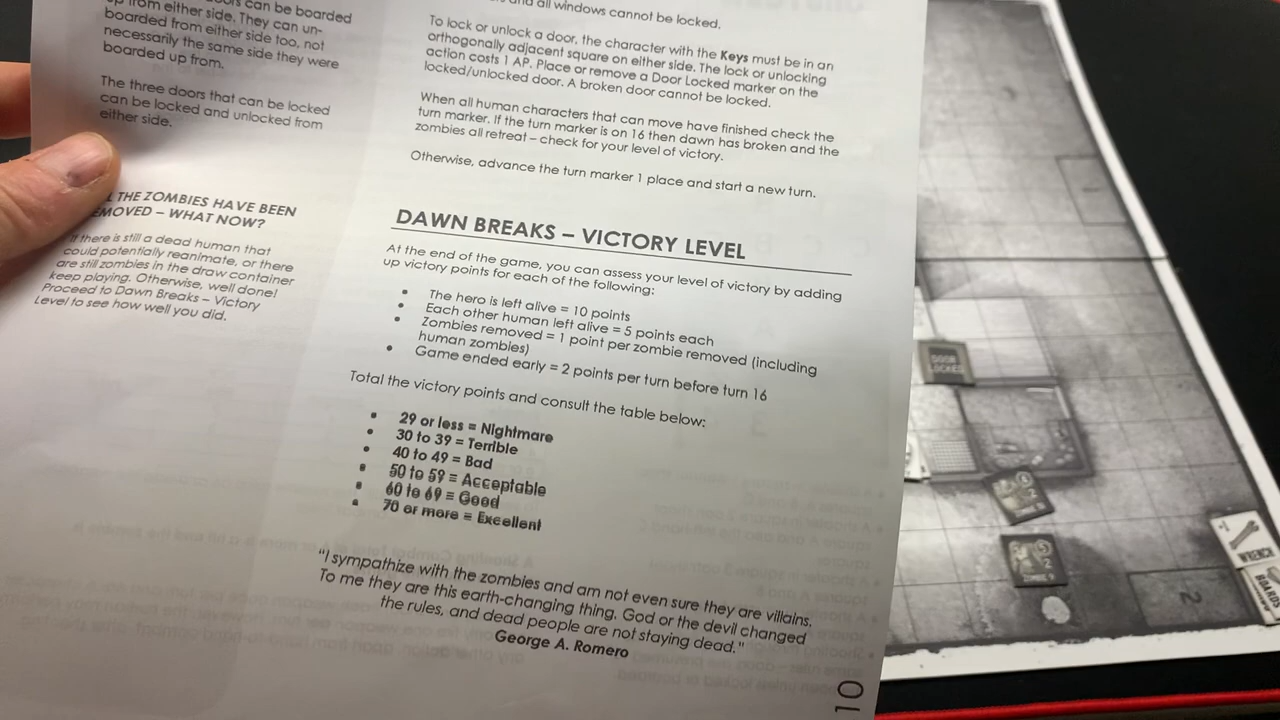 doors can be boarded
up from either side. They can un-
boarded from either side too, not
necessarily the same side they were
boarded up from.
The three doors that can be locked
can be locked and unlocked from
either side.
THE ZOMBIES HAVE BEEN
REMOVED – WHAT NOW?
If there is still a dead human that
could potentially reanimate, or there
are still zombies in the draw container
keep playing. Otherwise, well done!
Proceed to Dawn Breaks – Victory
Level to see how well you did.
and all windows cannot be locked.
To lock or unlock a door, the character with the Keys must be in an
orthogonally adjacent square on either side. The lock or unlocking
action costs 1 AP. Place or remove a Door Locked marker on the
locked/unlocked door. A broken door cannot be locked.
When all human characters that can move have finished check the
turn marker. If the turn marker is on 16 then dawn has broken and the
zombies all retreat – check for your level of victory.
Otherwise, advance the turn marker 1 place and start a new turn.
DAWN BREAKS – VICTORY LEVEL
At the end of the game, you can assess your level of victory by adding
up victory points for each of the following:
• The hero is left alive = 10 points
• Each other human left alive = 5 points each
• Zombies removed = 1 point per zombie removed (including
human zombies)
• Game ended early = 2 points per turn before turn 16
Total the victory points and consult the table below:
• 29 or less = Nightmare
• 30 to 39 = Terrible
• 40 to 49 = Bad
• 50 to 59 = Acceptable
• 60 to 69 = Good
• 70 or more = Excellent
"I sympathize with the zombies and am not even sure they are villains.
To me they are this earth-changing thing. God or the devil changed
the rules, and dead people are not staying dead."
George A. Romero
10
DOOR
LOCKED
WRENCH
BOARDS
2